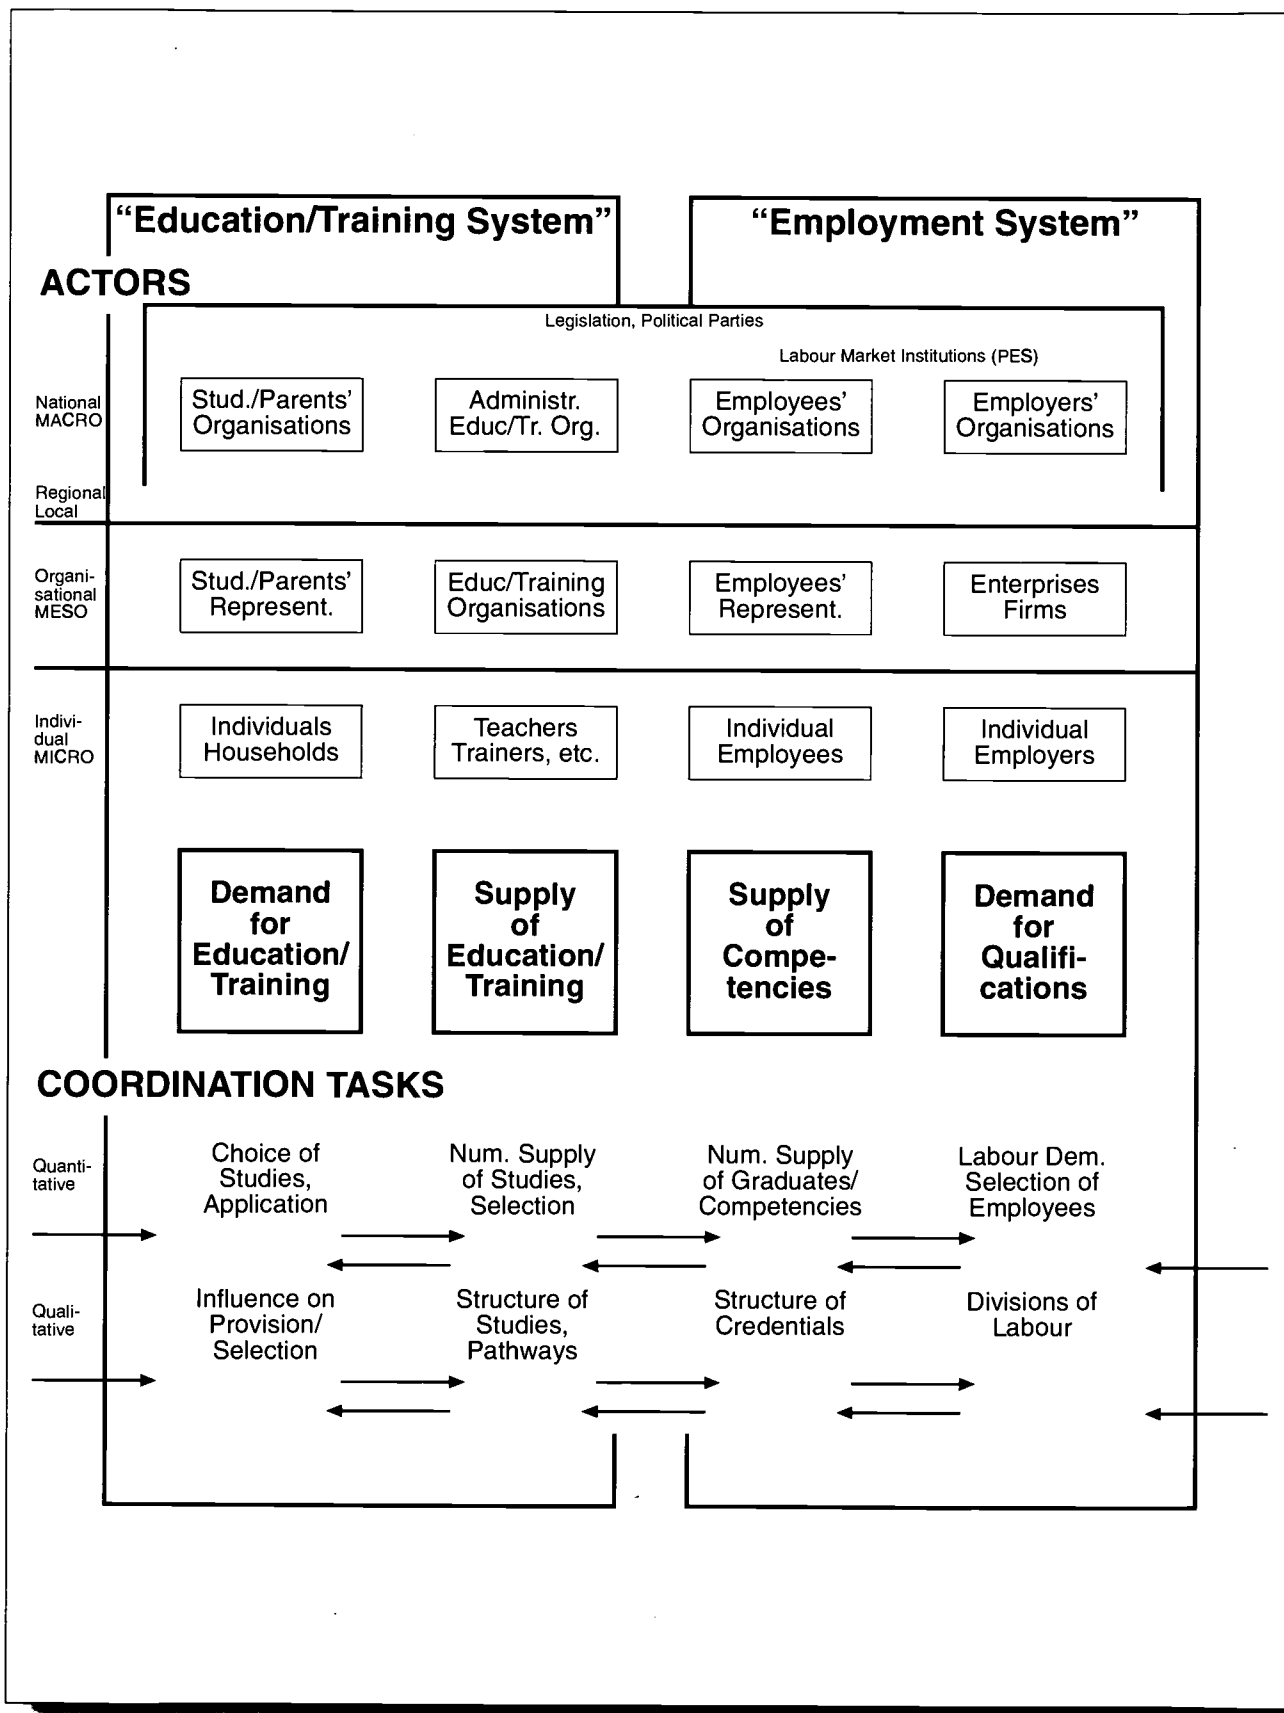 “Education/Training System”
“Employment System”
ACTORS
Legislation, Political Parties
Labour Market Institutions (PES)
National
MACRO
Stud./Parents’
Organisations
Administr.
Educ/Tr. Org.
Employees’
Organisations
Employers’
Organisations
Regional
Local
Organi-
sational
MESO
Stud./Parents’
Represent.
Educ/Training
Organisations
Employees’
Represent.
Enterprises
Firms
Indivi-
dual
MICRO
Individuals
Households
Teachers
Trainers, etc.
Individual
Employees
Individual
Employers
Demand
for
Education/
Training
Supply
of
Education/
Training
Supply
of
Compe-
tencies
Demand
for
Qualifi-
cations
COORDINATION TASKS
Quanti-
tative
Choice of
Studies,
Application
Num. Supply
of Studies,
Selection
Num. Supply
of Graduates/
Competencies
Labour Dem.
Selection of
Employees
Quali-
tative
Influence on
Provision/
Selection
Structure of
Studies,
Pathways
Structure of
Credentials
Divisions of
Labour